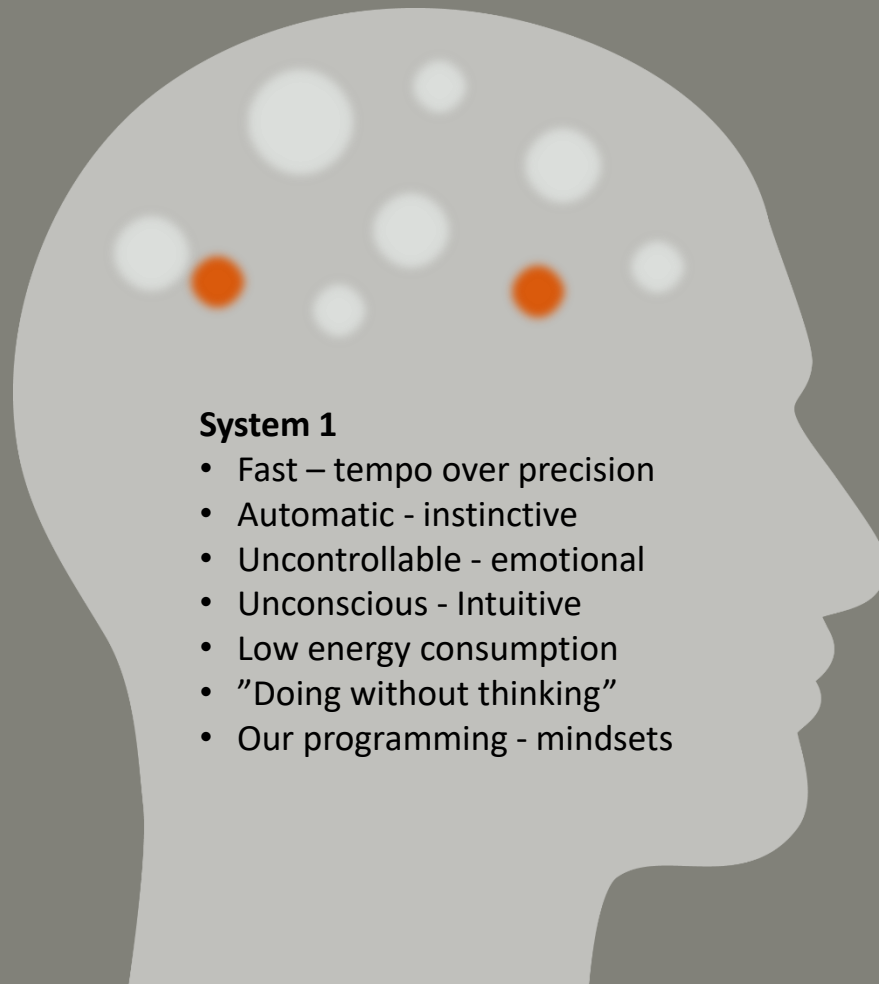 System 1
• Fast – tempo over precision
• Automatic - instinctive
• Uncontrollable - emotional
• Unconscious - Intuitive
• Low energy consumption
• ”Doing without thinking”
• Our programming - mindsets